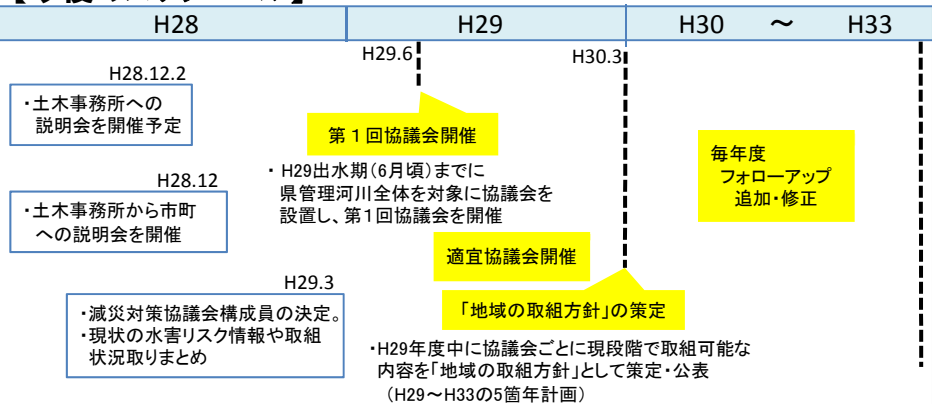 H28 H29 H30 ～ H33
H29.6
H30.3
H28.12.2
・土木事務所への
説明会を開催予定
第1回協議会開催
・H29出水期(6月頃)までに
県管理河川全体を対象に協議会を
設置し、第1回協議会を開催
毎年度
フォローアップ
追加・修正
H28.12
・土木事務所から市町
への説明会を開催
適宜協議会開催
H29.3
・減災対策協議会構成員の決定。
・現状の水害リスク情報や取組
状況取りまとめ
「地域の取組方針」の策定
・H29年度中に協議会ごとに現段階で取組可能な
内容を「地域の取組方針」として策定・公表
(H29～H33の5箇年計画)